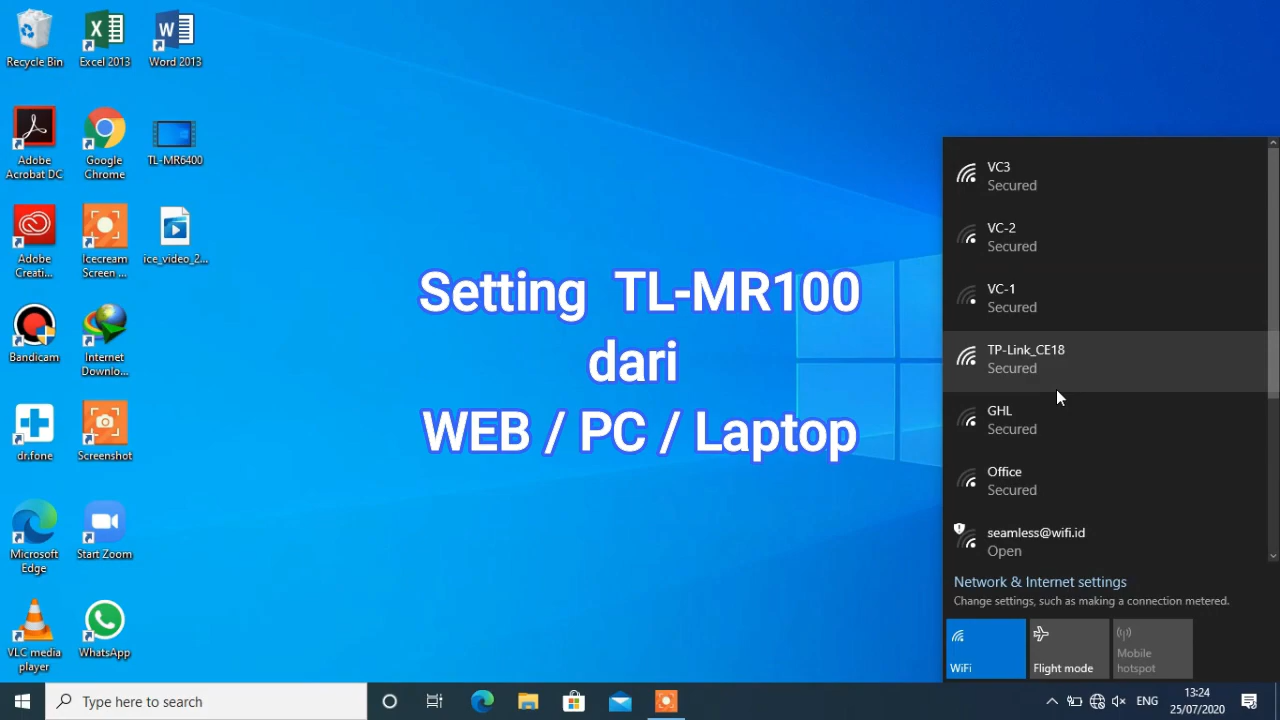 Recycle Bin
Excel 2013
Word 2013
Adobe
Acrobat DC
Google
Chrome
TL-MR6400
Adobe
Creati...
Icecream
Screen ...
ice_video_2...
Bandicam
Internet
Downlo...
dr.fone
Screenshot
Microsoft
Edge
Start Zoom
VLC media
player
WhatsApp
Setting TL-MR100
dari
WEB / PC / Laptop
VC3
Secured
VC-2
Secured
VC-1
Secured
TP-Link_CE18
Secured
GHL
Secured
Office
Secured
seamless@wifi.id
Open
Network & Internet settings
Change settings, such as making a connection metered.
WiFi
Flight mode
Mobile
hotspot
Type here to search
ENG
13:24
25/07/2020